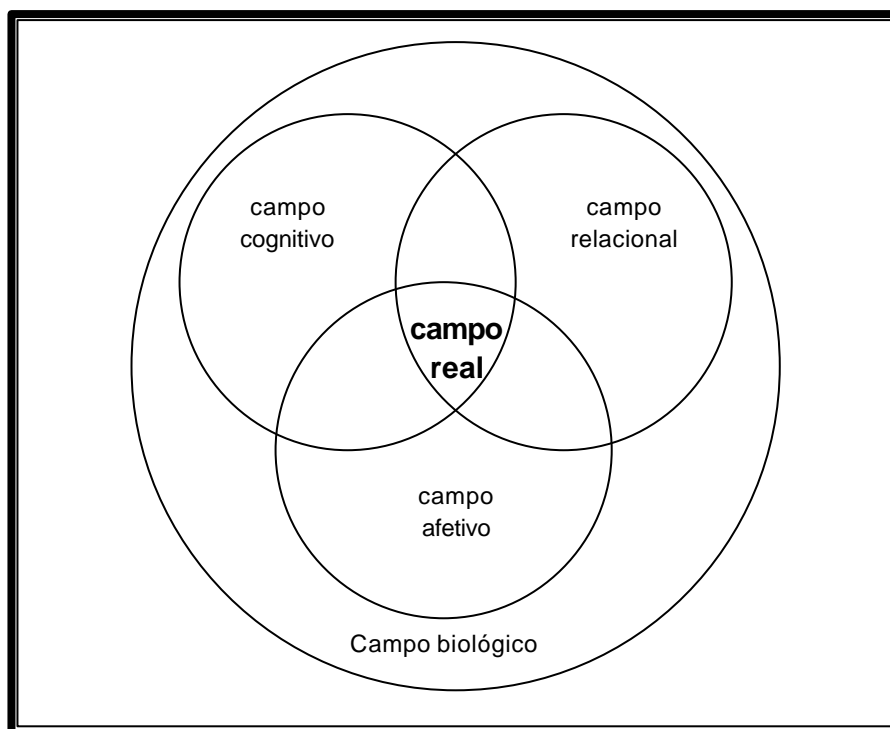 campo
cognitivo
campo
relacional
campo
real
campo
afetivo
Campo biológico